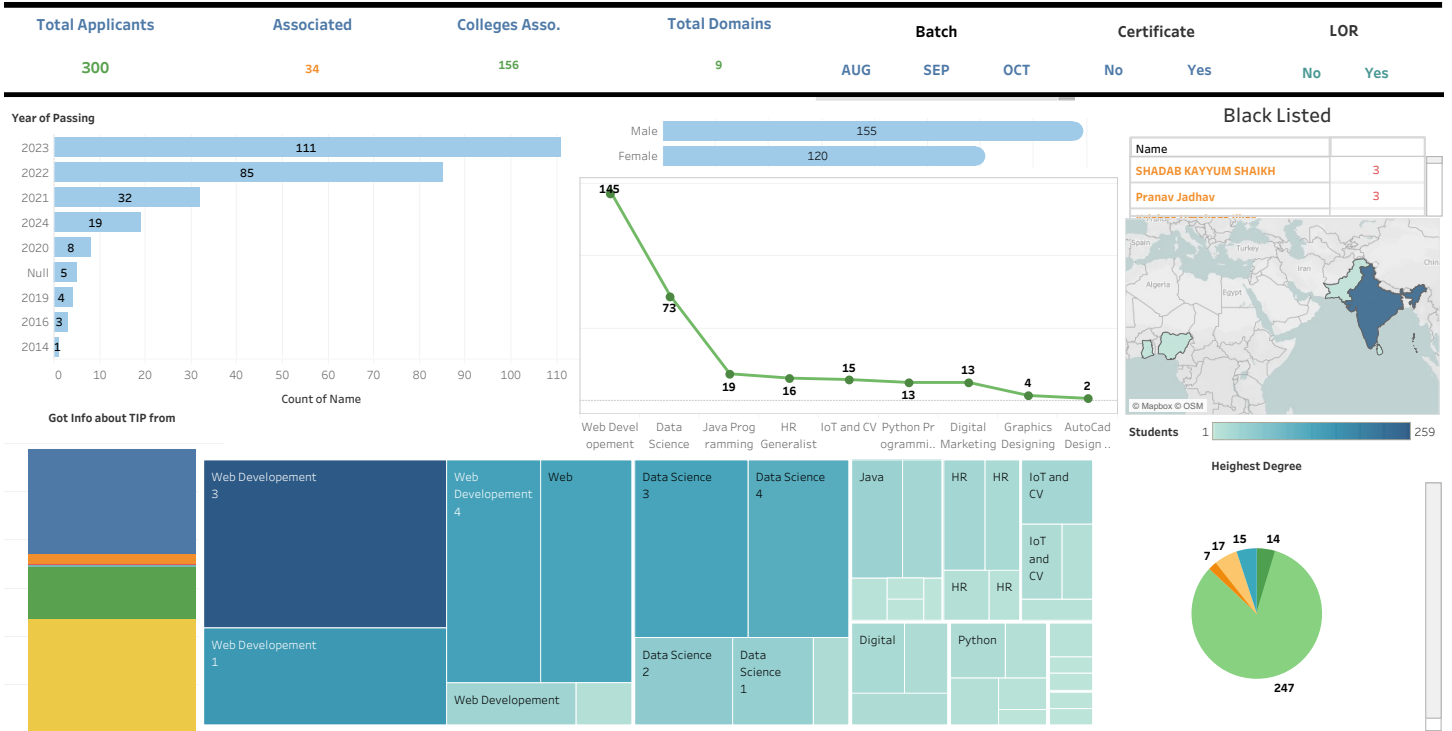 Total Applicants
Associated
Colleges Asso.
Total Domains
Batch
Certificate
LOR
300
34
156
9
AUG
SEP
OCT
No
Yes
No
Yes
Year of Passing
2023
111
2022
85
2021
32
2024
19
2020
8
Null
5
2019
4
2016
3
2014
1
0
10
20
30
40
50
60
70
80
90
100
110
Count of Name
Male
155
Female
120
145
73
19
16
15
13
13
4
2
Web Devel
opement
Data
Science
Java Prog
ramming
HR
Generalist
IoT and CV
Python Pr
ogrammi..
Digital
Marketing
Graphics
Designing
AutoCad
Design ..
Black Listed
Name
SHADAB KAYYUM SHAIKH
3
Pranav Jadhav
3
Spain
Turkey
Iran
Chin
Algeria
Egypt
© Mapbox © OSM
Students
1
259
Got Info about TIP from
Web Developement
3
Web Developement
1
Web
Developement
4
Web
Web Developement
Data Science
3
Data Science
4
Data Science
2
Data
Science
1
Java
HR
HR
HR
HR
IoT and
CV
IoT
and
CV
Digital
Python
Heighest Degree
7
17
15
14
247